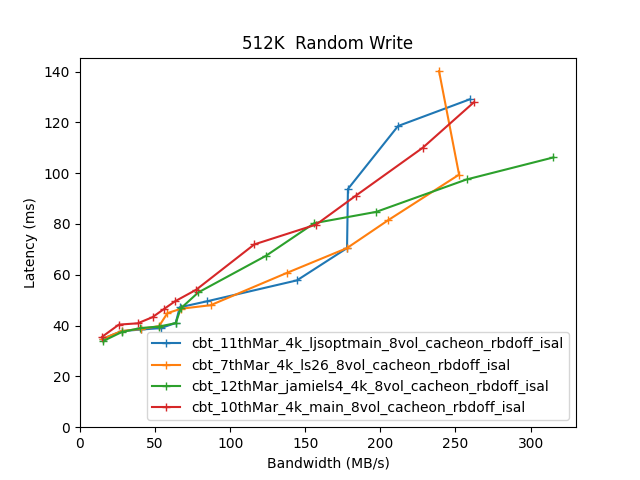 512K  Random Write
Latency (ms)
140
120
100
80
60
40
20
0
0 50 100 150 200 250 300
Bandwidth (MB/s)
cbt_11thMar_4k_ljsoptmain_8vol_cacheon_rbdoff_isal
cbt_7thMar_4k_ls26_8vol_cacheon_rbdoff_isal
cbt_12thMar_jamiels4_4k_8vol_cacheon_rbdoff_isal
cbt_10thMar_4k_main_8vol_cacheon_rbdoff_isal